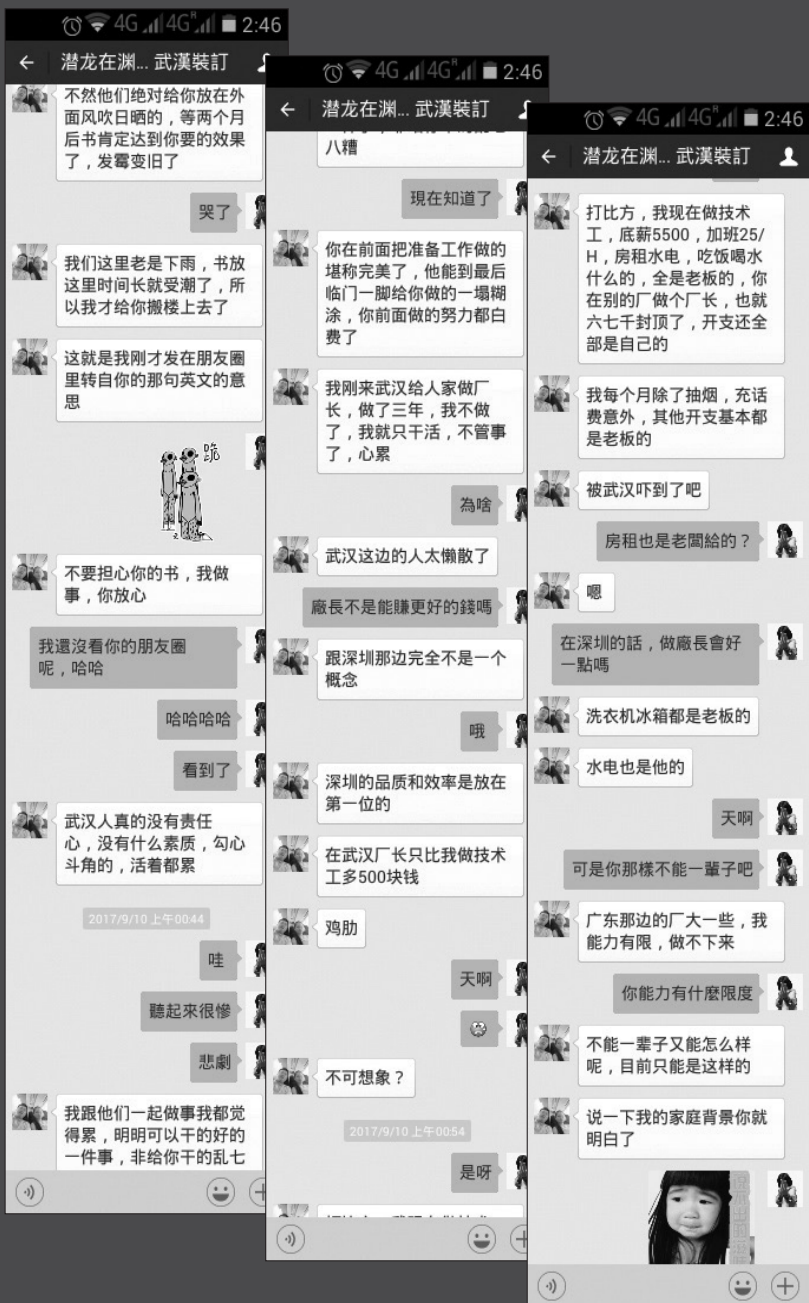 4G 4G R 2:46
潜龙在渊... 武漢裝訂
不然他们绝对给你放在外
面风吹日晒的，等两个月
后书肯定达到你要的效果
了，发霉变旧了
哭了
我们这里老是下雨，书放
这里时间长就受潮了，所
以我才给你搬楼上去了
这就是我刚才发在朋友圈
里转自你的那句英文的意
思
跪
不要担心你的书，我做
事，你放心
我還沒看你的朋友圈
呢，哈哈
哈哈哈哈
看到了
武汉人真的没有责任
心，没有什么素质，勾心
斗角的，活着都累
2017/9/10 上午00:44
哇
聽起來很慘
悲劇
我跟他们一起做事我都觉
得累，明明可以干的好的
一件事，非给你干的乱七
4G 4G R 2:46
潜龙在渊... 武漢裝訂
八糟
現在知道了
你在前面把准备工作做的
堪称完美了，他能到最后
临门一脚给你做的一塌糊
涂，你前面做的努力都白
费了
我刚来武汉给人家做厂
长，做了三年，我不做
了，我就只干活，不管事
了，心累
為啥
武汉这边的人太懒散了
廠長不是能賺更好的錢嗎
跟深圳那边完全不是一个
概念
哦
深圳的品质和效率是放在
第一位的
在武汉厂长只比我做技术
工多500块钱
鸡肋
天啊
不可想象？
2017/9/10 上午00:54
是呀
4G 4G R 2:46
潜龙在渊... 武漢裝訂
打比方，我现在做技术
工，底薪5500，加班25/
H，房租水电，吃饭喝水
什么的，全是老板的，你
在别的厂做个厂长，也就
六七千封顶了，开支还全
部是自己的
我每个月除了抽烟，充话
费意外，其他开支基本都
是老板的
被武汉吓到了吧
房租也是老闆給的？
嗯
在深圳的話，做廠長會好
一點嗎
洗衣机冰箱都是老板的
水电也是他的
天啊
可是你那樣不能一輩子吧
广东那边的厂大一些，我
能力有限，做不下来
你能力有什麼限度
不能一辈子又能怎么样
呢，目前只能是这样的
说一下我的家庭背景你就
明白了